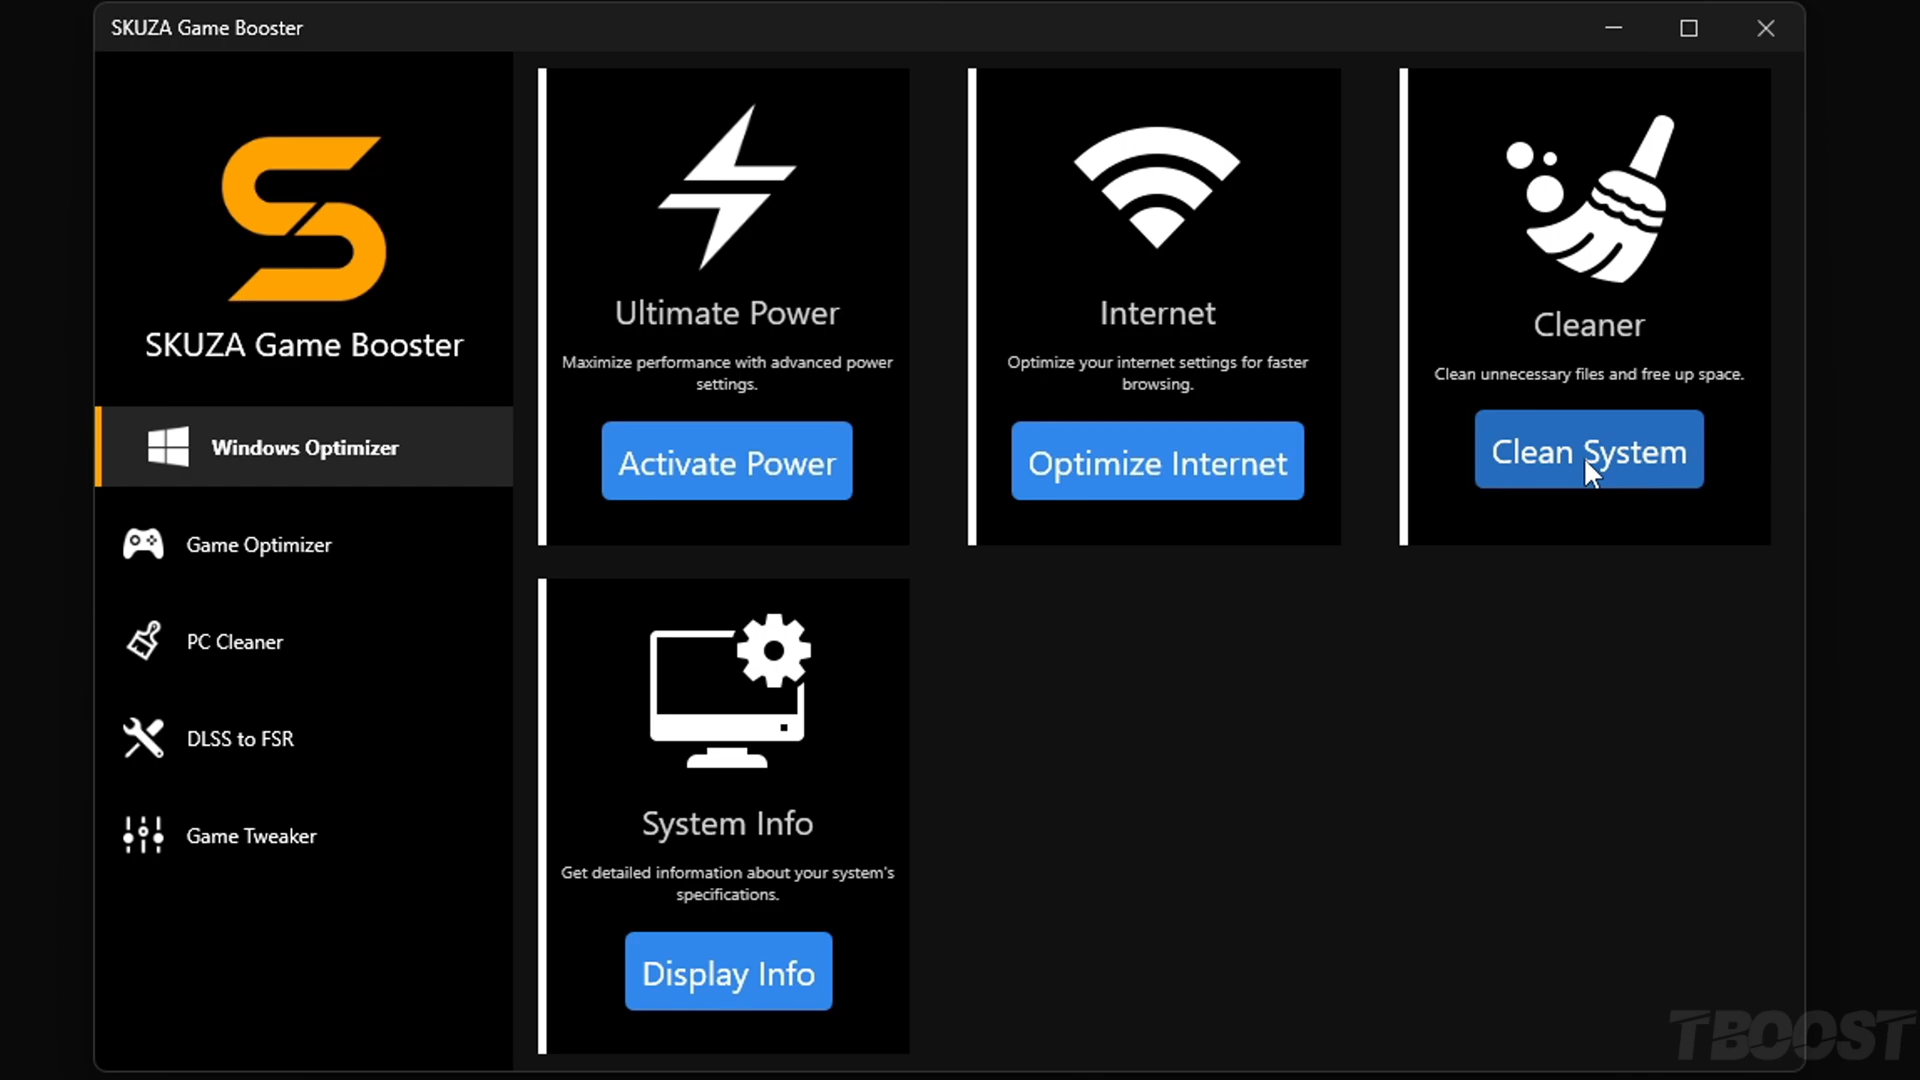 SKUZA Game Booster
SKUZA Game Booster
Windows Optimizer
Game Optimizer
PC Cleaner
DLSS to FSR
Game Tweaker
Ultimate Power
Maximize performance with advanced power
settings.
Activate Power
Internet
Optimize your internet settings for faster
browsing.
Optimize Internet
Cleaner
Clean unnecessary files and free up space.
Clean System
System Info
Get detailed information about your system's
specifications.
Display Info
TBOOST